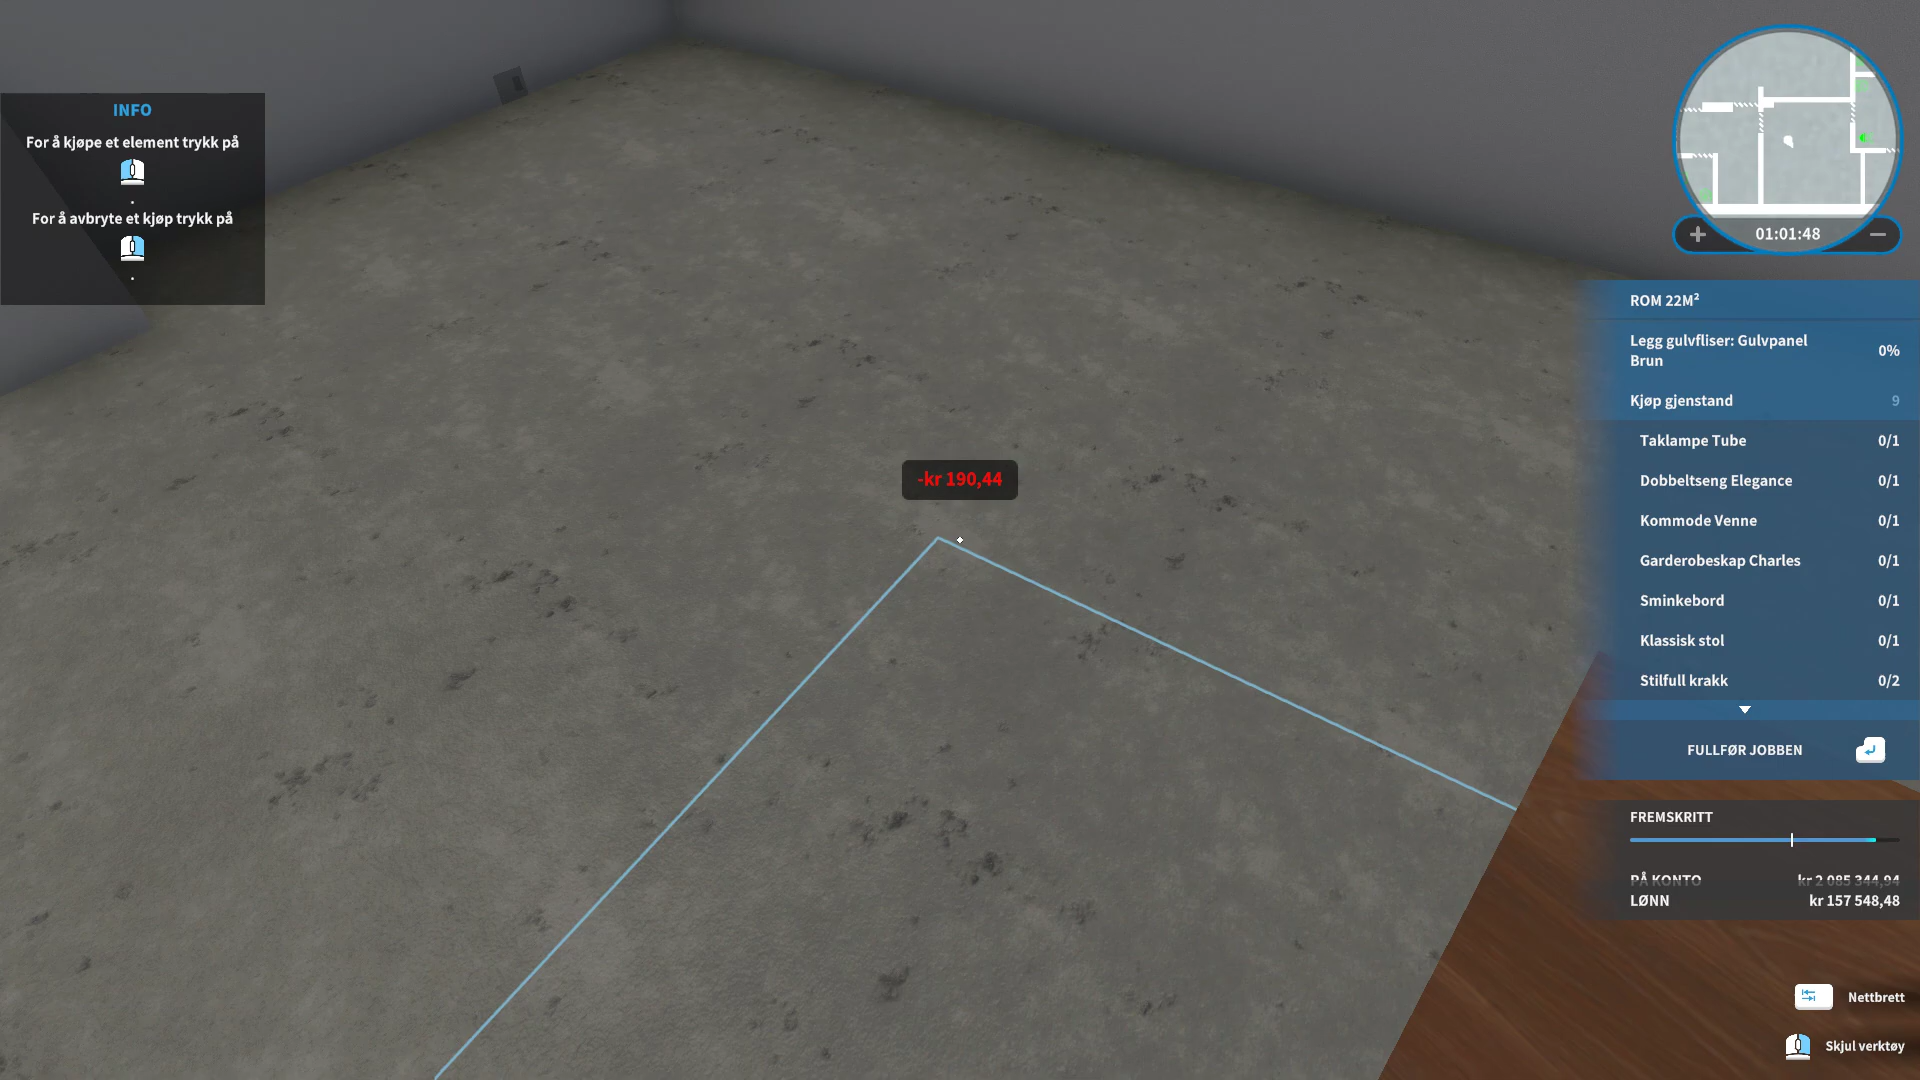 INFO
For å kjøpe et element trykk på
.
For å avbryte et kjøp trykk på
.
-kr 190,44
01:01:48
ROM 22M²
Legg gulvfliser: Gulvpanel
Brun 0%
Kjøp gjenstand 9
Taklampe Tube 0/1
Dobbeltseng Elegance 0/1
Kommode Venne 0/1
Garderobeskap Charles 0/1
Sminkebord 0/1
Klassisk stol 0/1
Stilfull krakk 0/2
FULLFØR JOBBEN
FREMSKRITT
PÅ KONTO kr 2 085 344,94
LØNN kr 157 548,48
Nettbrett
Skjul verktøy